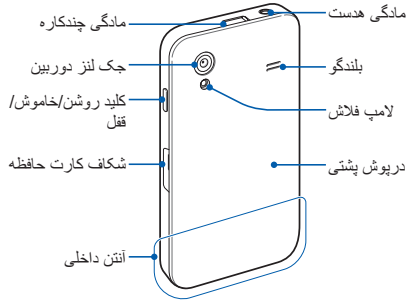 مادگی هدست
مادگی چندکاره
بلندگو
جک لنز دوربین
لامپ فلاش
کلید روشن/خاموش/
قفل
درپوش پشتی
شکاف کارت حافظه
آنتن داخلی